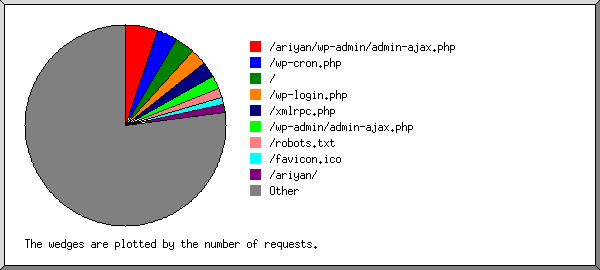 /ariyan/wp-admin/admin-ajax.php
/wp-cron.php
/
/wp-login.php
/xmlrpc.php
/wp-admin/admin-ajax.php
/robots.txt
/favicon.ico
/ariyan/
Other
The wedges are plotted by the number of requests.